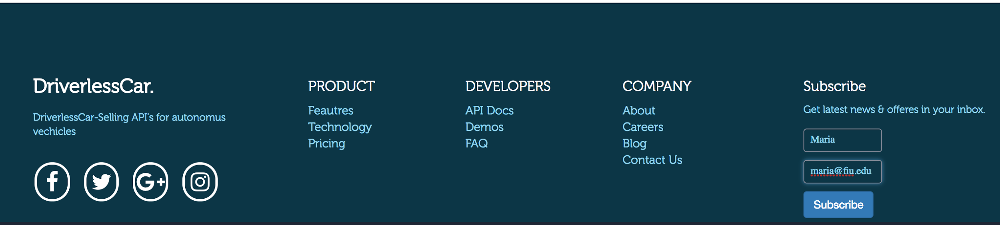 DriverlessCar.
DriverlessCar-Selling API's for autonomus
vechicles
PRODUCT
Feautres
Technology
Pricing
DEVELOPERS
API Docs
Demos
FAQ
COMPANY
About
Careers
Blog
Contact Us
Subscribe
Get latest news & offeres in your inbox.
Maria
maria@fiu.edu
Subscribe